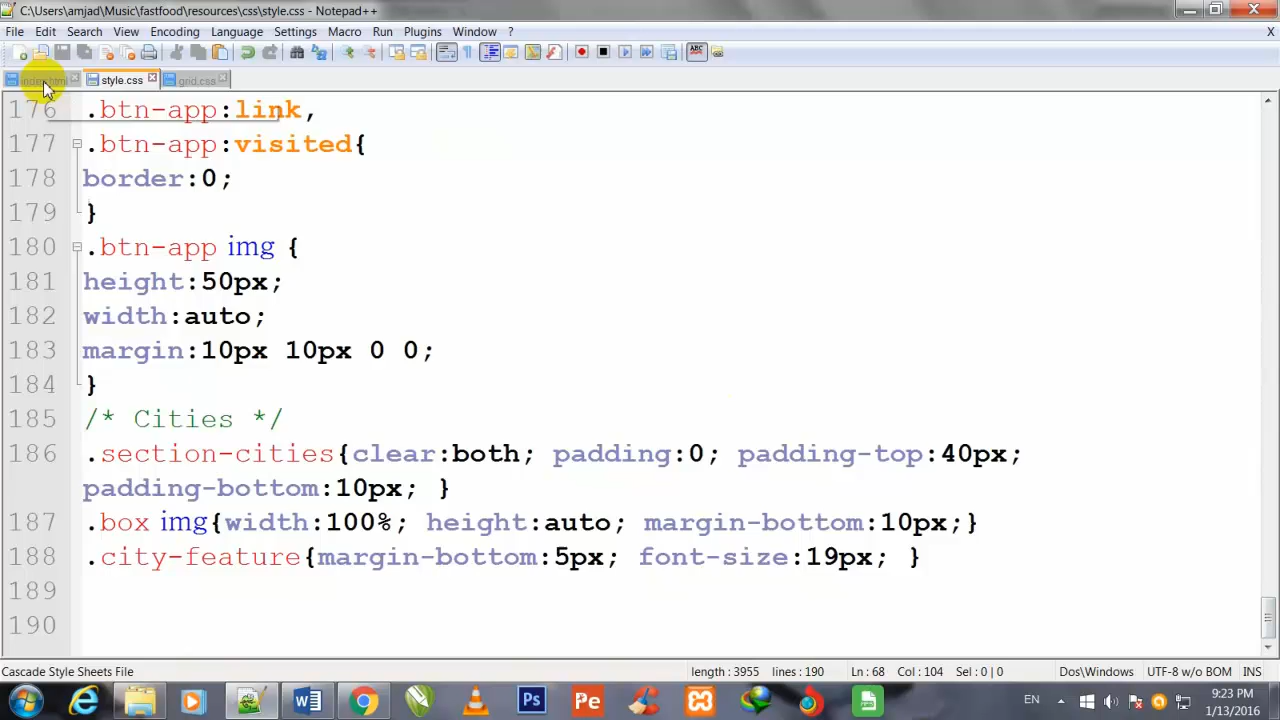 C:\Users\amjad\Music\fastfood\resources\css\style.css - Notepad++
File Edit Search View Encoding Language Settings Macro Run Plugins Window ? X
index.html style.css grid.css
176 .btn-app:link,
177 .btn-app:visited{
178 border:0;
179 }
180 .btn-app img {
181 height:50px;
182 width:auto;
183 margin:10px 10px 0 0;
184 }
185 /* Cities */
186 .section-cities{clear:both; padding:0; padding-top:40px;
padding-bottom:10px; }
187 .box img{width:100%; height:auto; margin-bottom:10px;}
188 .city-feature{margin-bottom:5px; font-size:19px; }
189
190
Cascade Style Sheets File length : 3955 lines : 190 Ln : 68 Col : 104 Sel : 0 | 0 Dos\Windows UTF-8 w/o BOM INS
EN 9:23 PM
1/13/2016